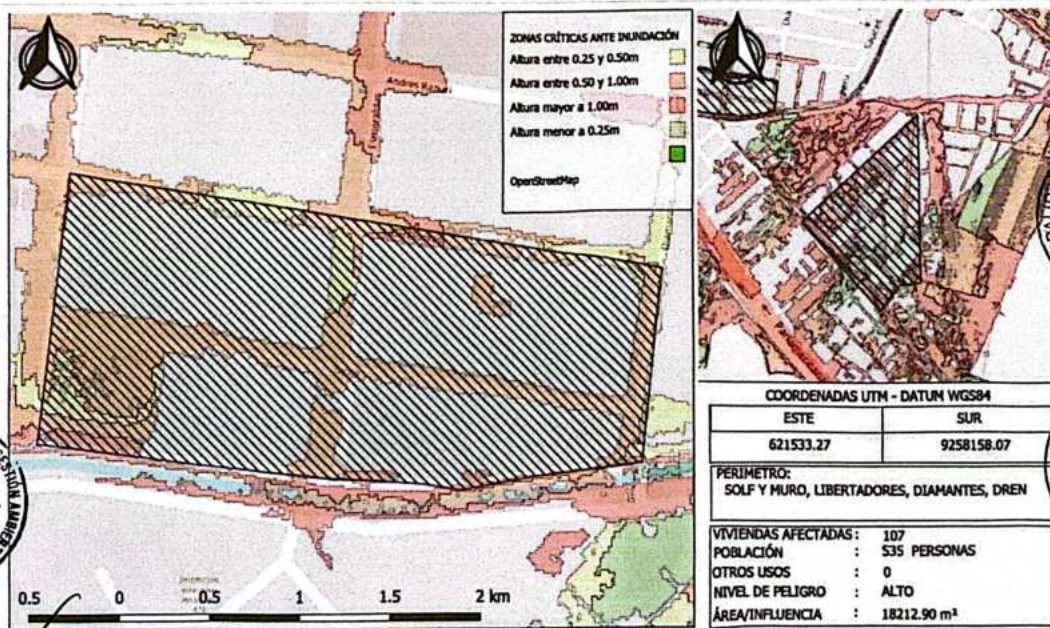 ZONAS CRÍTICAS ANTE INUNDACIÓN
Altura entre 0.25 y 0.50m
Altura entre 0.50 y 1.00m
Altura mayor a 1.00m
Altura menor a 0.25m
OpenStreetMap
0.5 0 0.5 1 1.5 2 km
COORDENADAS UTM - DATUM WGS84
ESTE SUR
621533.27 9258158.07
PERIMETRO:
SOLF Y MURO, LIBERTADORES, DIAMANTES, DREN
VIVIENDAS AFECTADAS : 107
POBLACIÓN : 535 PERSONAS
OTROS USOS : 0
NIVEL DE PELIGRO : ALTO
ÁREA/INFLUENCIA : 18212.90 m²